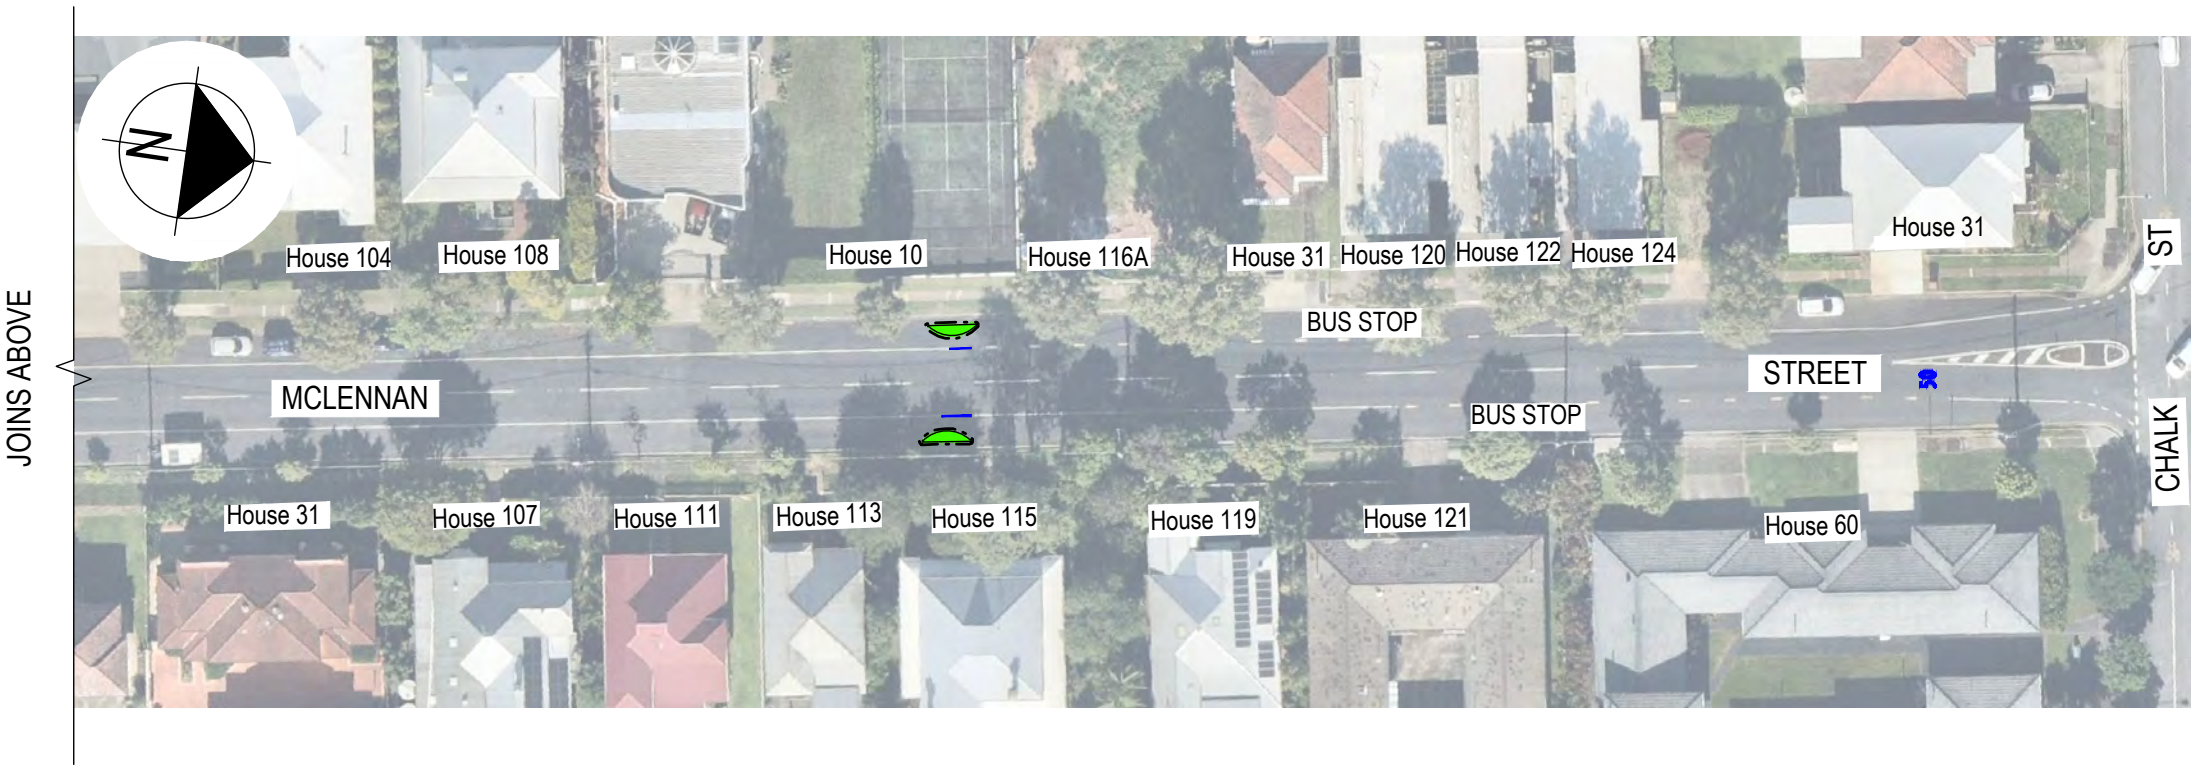 N
House 104
House 108
House 10
House 116A
House 31
House 120
House 122
House 124
House 31
BUS STOP
MCLENNAN
STREET
50
BUS STOP
House 31
House 107
House 111
House 113
House 115
House 119
House 121
House 60
JOINS ABOVE
CHALK ST